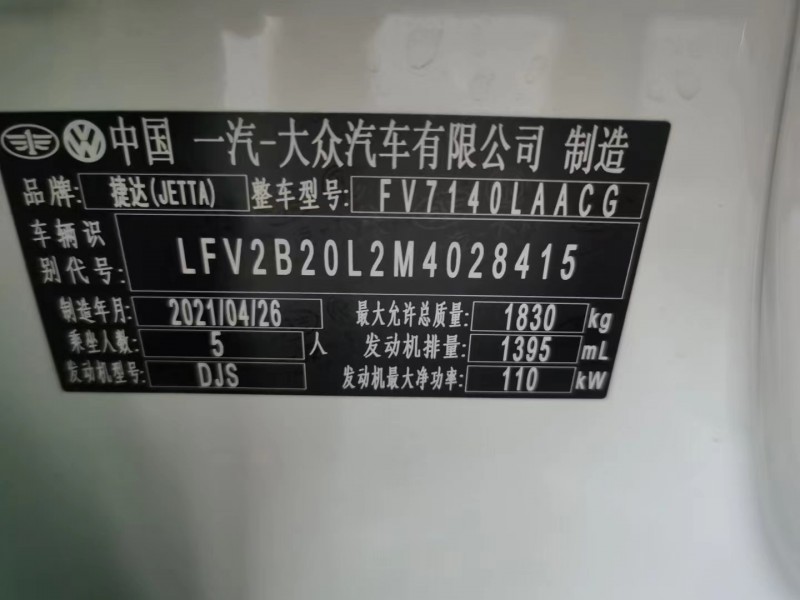 中国 一汽-大众汽车有限公司 制造
品牌: 捷达(JETTA) 整车型号: FV7140LAACG
车辆识
别代号: LFV2B20L2M4028415
制造年月: 2021/04/26 最大允许总质量: 1830 kg
乘坐人数: 5 人 发动机排量: 1395 mL
发动机型号: DJS 发动机最大净功率: 110 kW